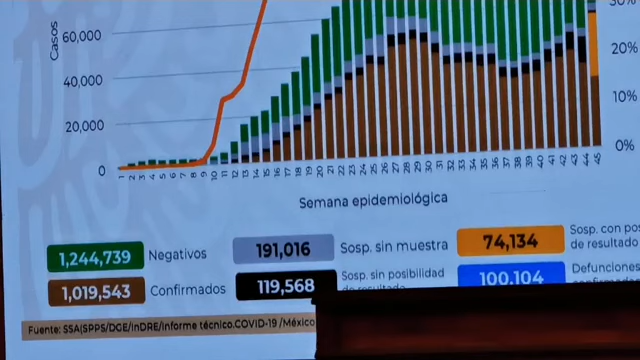 Casos
60,000
40,000
20,000
0
30%
20%
10%
0%
1 2 3 4 5 6 7 8 9 10 11 12 13 14 15 16 17 18 19 20 21 22 23 24 25 26 27 28 29 30 31 32 33 34 35 36 37 38 39 40 41 42 43 44 45
Semana epidemiológica
1,244,739 Negativos
191,016 Sosp. sin muestra
74,134 Sosp. con pos
de resultado
1,019,543 Confirmados
119,568 Sosp. sin posibilidad
de resultado
100,104 Defunciones
Fuente: SSA(SPPS/DGE/InDRE/Informe técnico.COVID-19 /México